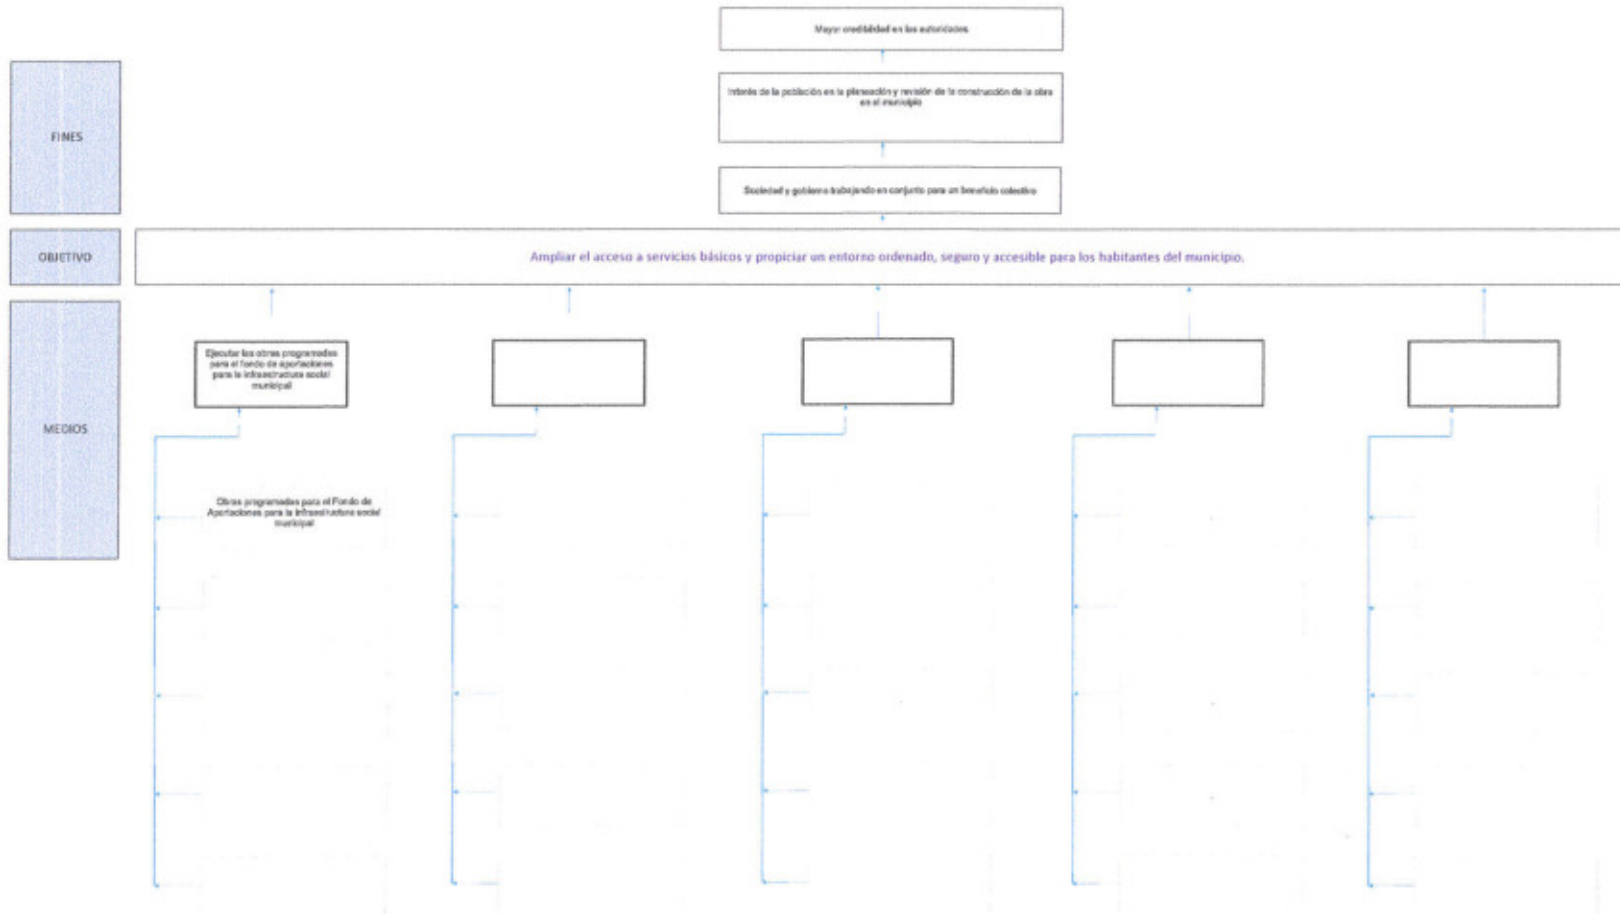 Mayor credibilidad en las autoridades
FINES
Interés de la población en la planeación y revisión de la construcción de la obra
en el municipio
Sociedad y gobierno trabajando en conjunto para un beneficio colectivo
OBJETIVO
Ampliar el acceso a servicios básicos y propiciar un entorno ordenado, seguro y accesible para los habitantes del municipio.
MEDIOS
Ejecutar las obras programadas
para el fondo de aportaciones
para la infraestructura social
municipal
Obras programadas para el Fondo de
Aportaciones para la infraestructura social
municipal